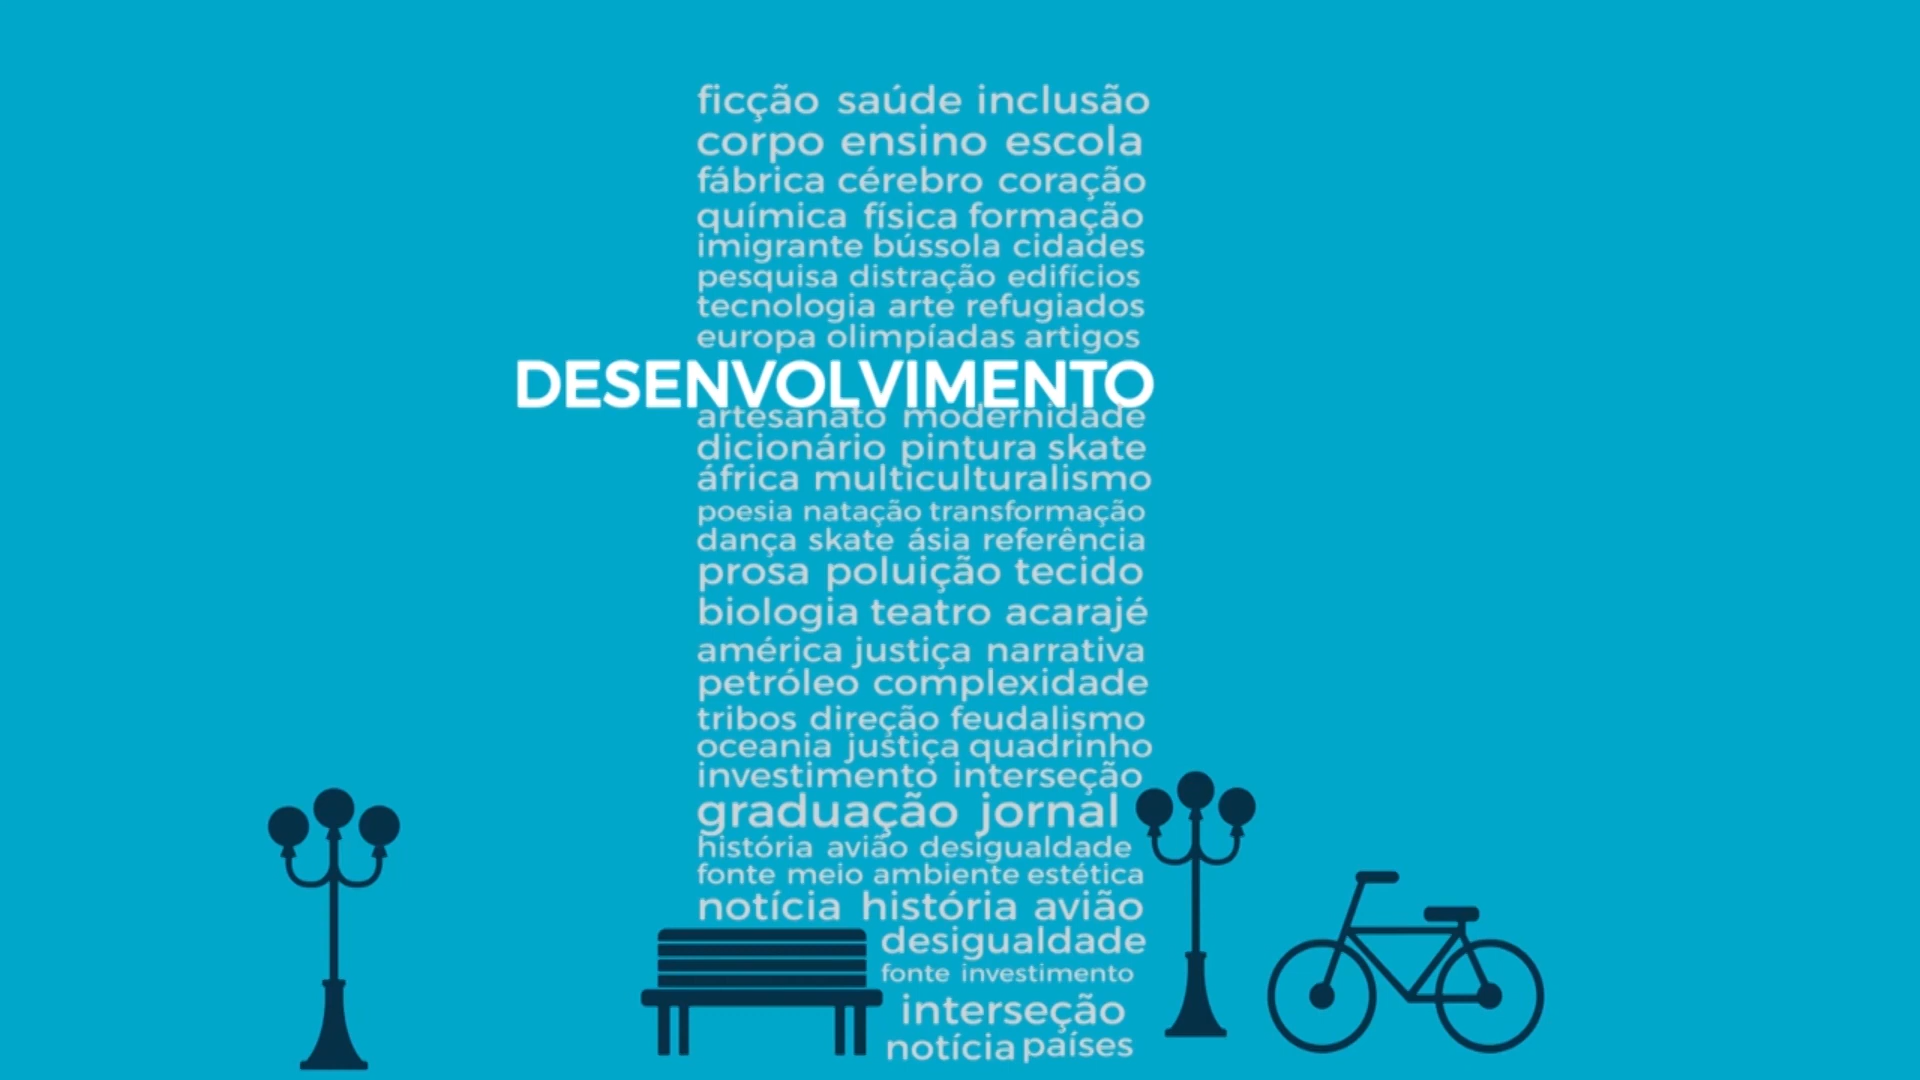 ficção saúde inclusão
corpo ensino escola
fábrica cérebro coração
química física formação
imigrante bússola cidades
pesquisa distração edifícios
tecnologia arte refugiados
europa olimpíadas artigos
DESENVOLVIMENTO
artesanato modernidade
dicionário pintura skate
áfrica multiculturalismo
poesia natação transformação
dança skate ásia referência
prosa poluição tecido
biologia teatro acarajé
américa justiça narrativa
petróleo complexidade
tribos direção feudalismo
oceania justiça quadrinho
investimento interseção
graduação jornal
história avião desigualdade
fonte meio ambiente estética
notícia história avião
desigualdade
fonte investimento
interseção
notícia países